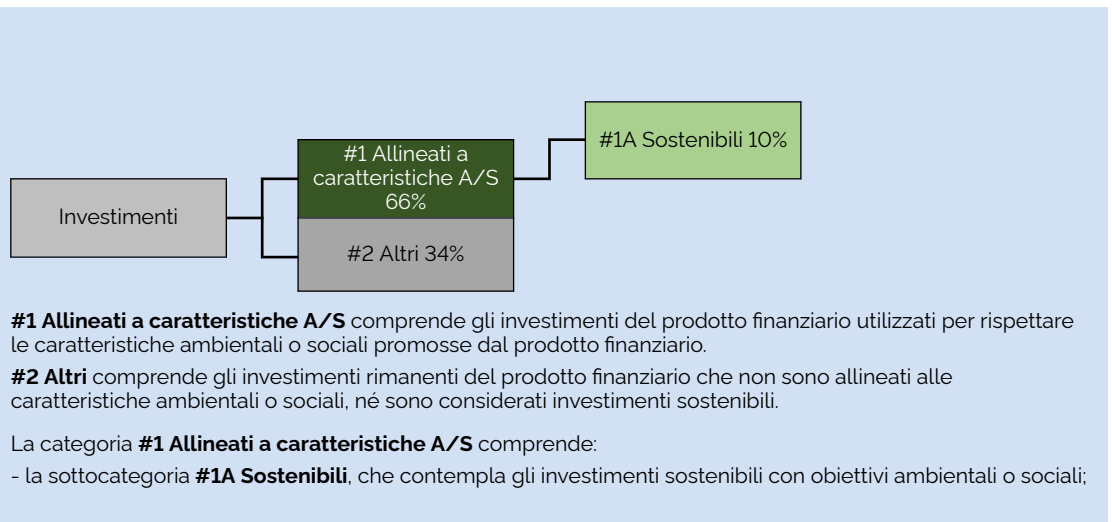 #1A Sostenibili 10%
#1 Allineati a
caratteristiche A/S
66%
Investimenti
#2 Altri 34%
#1 Allineati a caratteristiche A/S comprende gli investimenti del prodotto finanziario utilizzati per rispettare
le caratteristiche ambientali o sociali promosse dal prodotto finanziario.
#2 Altri comprende gli investimenti rimanenti del prodotto finanziario che non sono allineati alle
caratteristiche ambientali o sociali, né sono considerati investimenti sostenibili.
La categoria #1 Allineati a caratteristiche A/S comprende:
- la sottocategoria #1A Sostenibili, che contempla gli investimenti sostenibili con obiettivi ambientali o sociali;